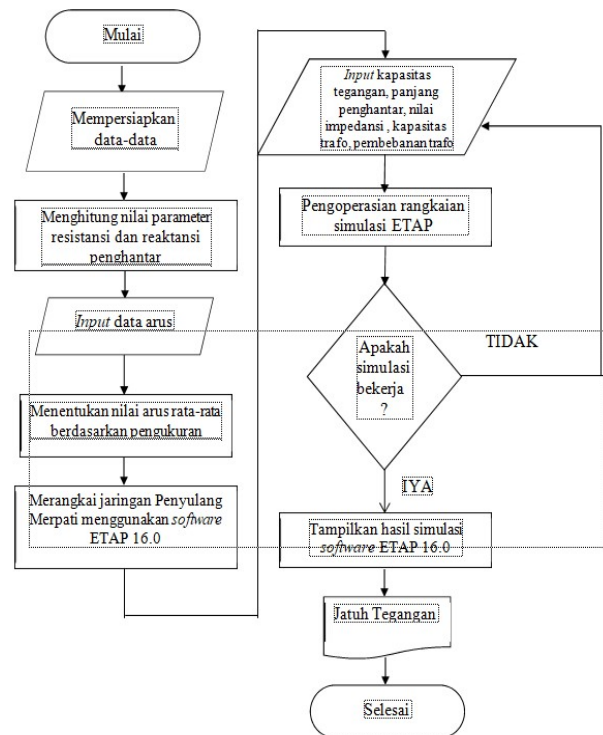 Mulai
Mempersiapkan
data-data
Menghitung nilai parameter
resistansi dan reaktansi
penghantar
Input data arus
Menentukan nilai arus rata-rata
berdasarkan pengukuran
Merangkai jaringan Penyulang
Merpati menggunakan software
ETAP 16.0
Input kapasitas
tegangan, panjang
penghantar, nilai
impedansi , kapasitas
trafo, pembebanan trafo
Pengoperasian rangkaian
simulasi ETAP
Apakah
simulasi
bekerja
?
TIDAK
IYA
Tampilkan hasil simulasi
software ETAP 16.0
Jatuh Tegangan
Selesai